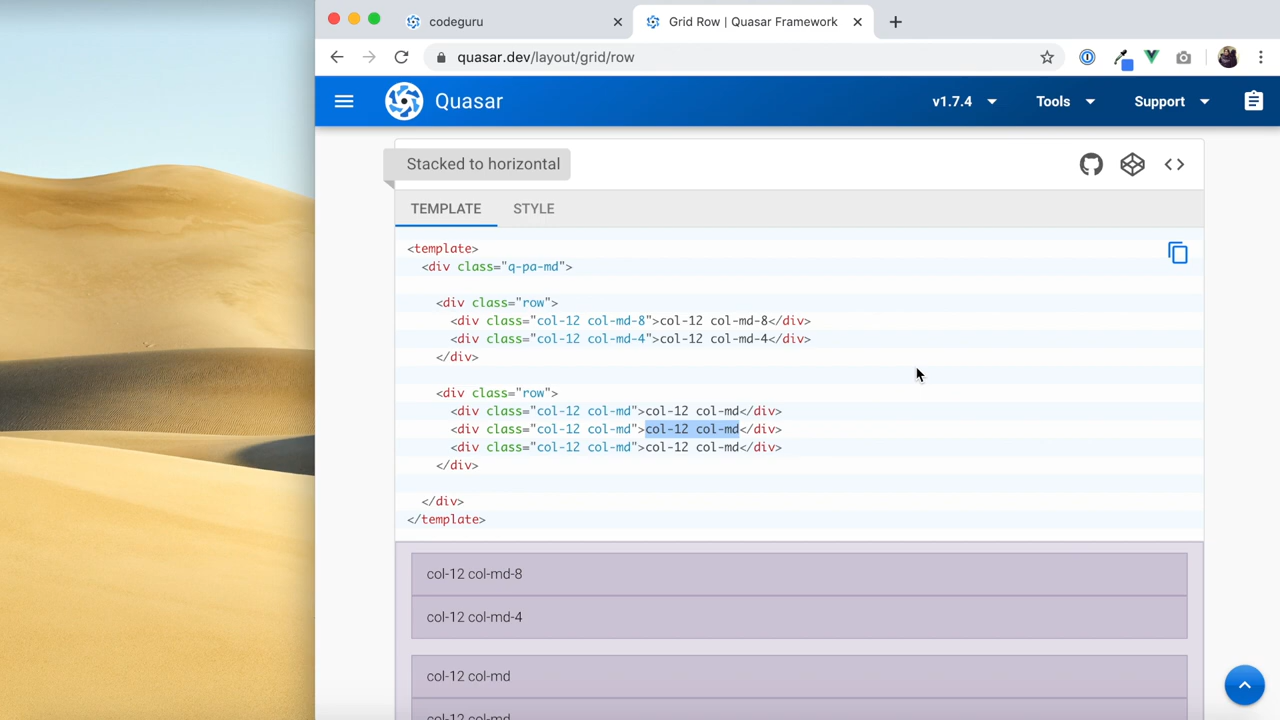 codeguru
Grid Row | Quasar Framework
quasar.dev/layout/grid/row
Quasar
v1.7.4
Tools
Support
Stacked to horizontal
TEMPLATE
STYLE
<template>
<div class="q-pa-md">
<div class="row">
<div class="col-12 col-md-8">col-12 col-md-8</div>
<div class="col-12 col-md-4">col-12 col-md-4</div>
</div>
<div class="row">
<div class="col-12 col-md">col-12 col-md</div>
<div class="col-12 col-md">col-12 col-md</div>
<div class="col-12 col-md">col-12 col-md</div>
</div>
</div>
</template>
col-12 col-md-8
col-12 col-md-4
col-12 col-md
col-12 col-md